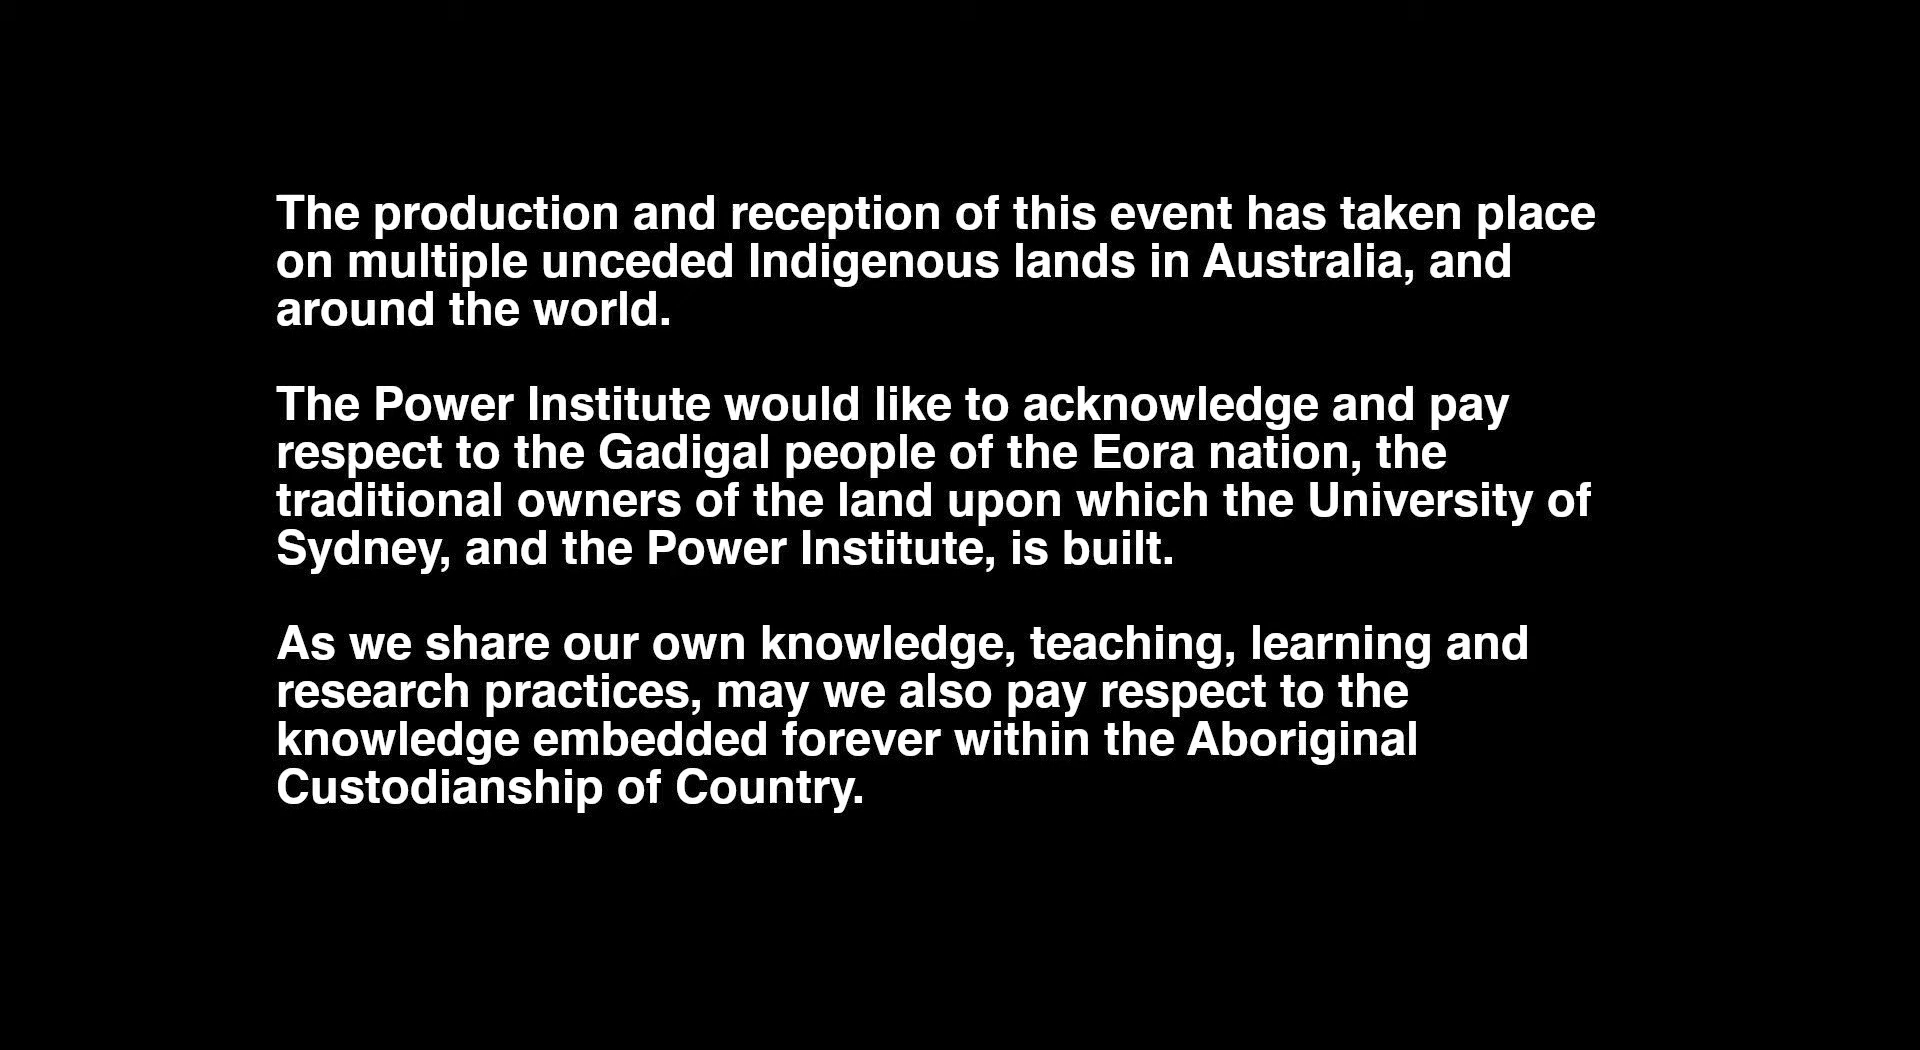 The production and reception of this event has taken place
on multiple unceded Indigenous lands in Australia, and
around the world.
The Power Institute would like to acknowledge and pay
respect to the Gadigal people of the Eora nation, the
traditional owners of the land upon which the University of
Sydney, and the Power Institute, is built.
As we share our own knowledge, teaching, learning and
research practices, may we also pay respect to the
knowledge embedded forever within the Aboriginal
Custodianship of Country.